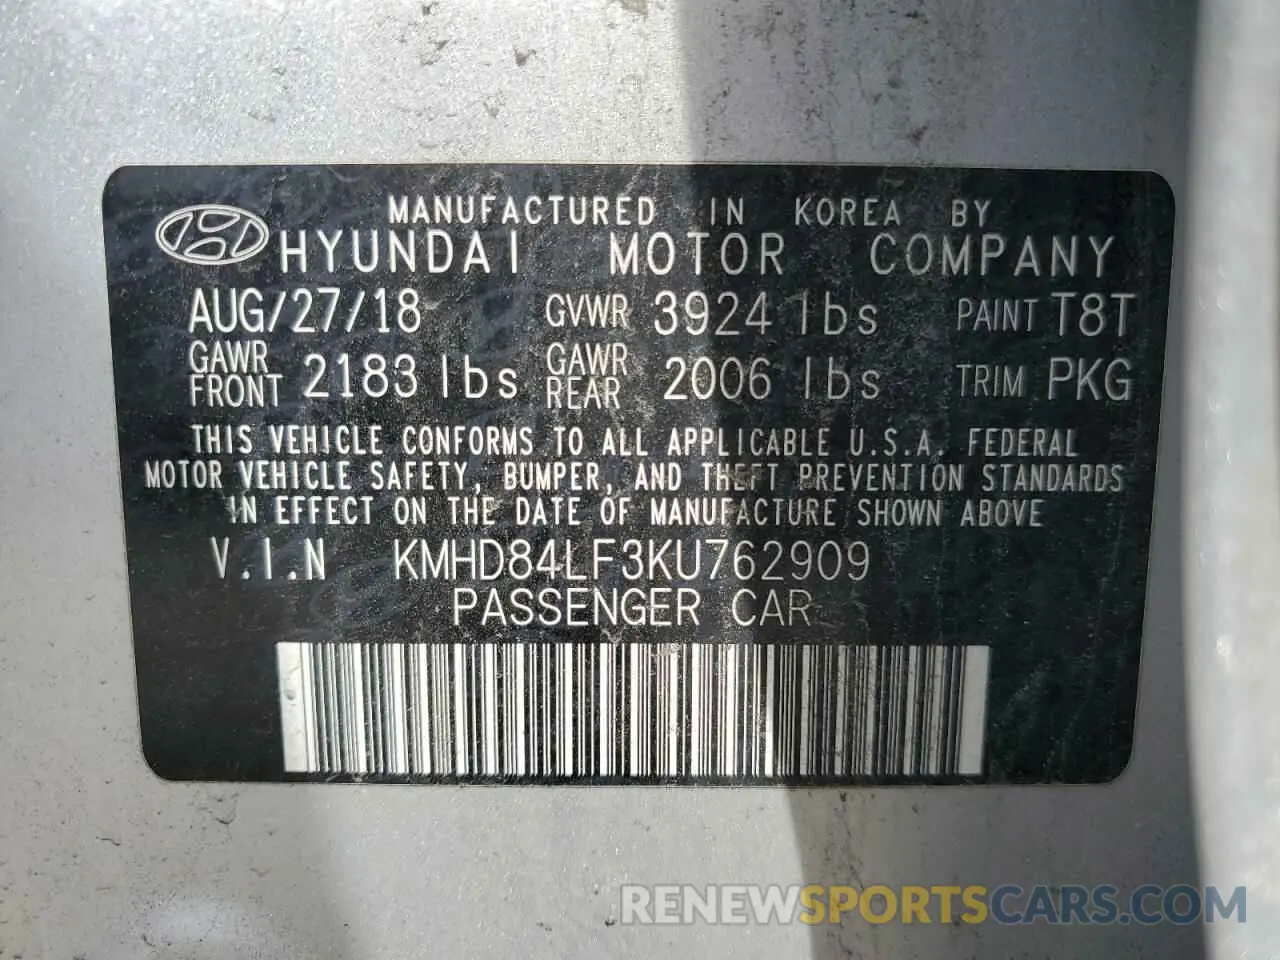 MANUFACTURED IN KOREA BY
HYUNDAI MOTOR COMPANY
AUG/27/18 GVWR 3924 lbs PAINT T8T
GAWR FRONT 2183 lbs GAWR REAR 2006 lbs TRIM PKG
THIS VEHICLE CONFORMS TO ALL APPLICABLE U.S.A. FEDERAL
MOTOR VEHICLE SAFETY, BUMPER, AND THEFT PREVENTION STANDARDS
IN EFFECT ON THE DATE OF MANUFACTURE SHOWN ABOVE
V.I.N KMHD84LF3KU762909
PASSENGER CAR
RENEWSPORTSCARS.COM